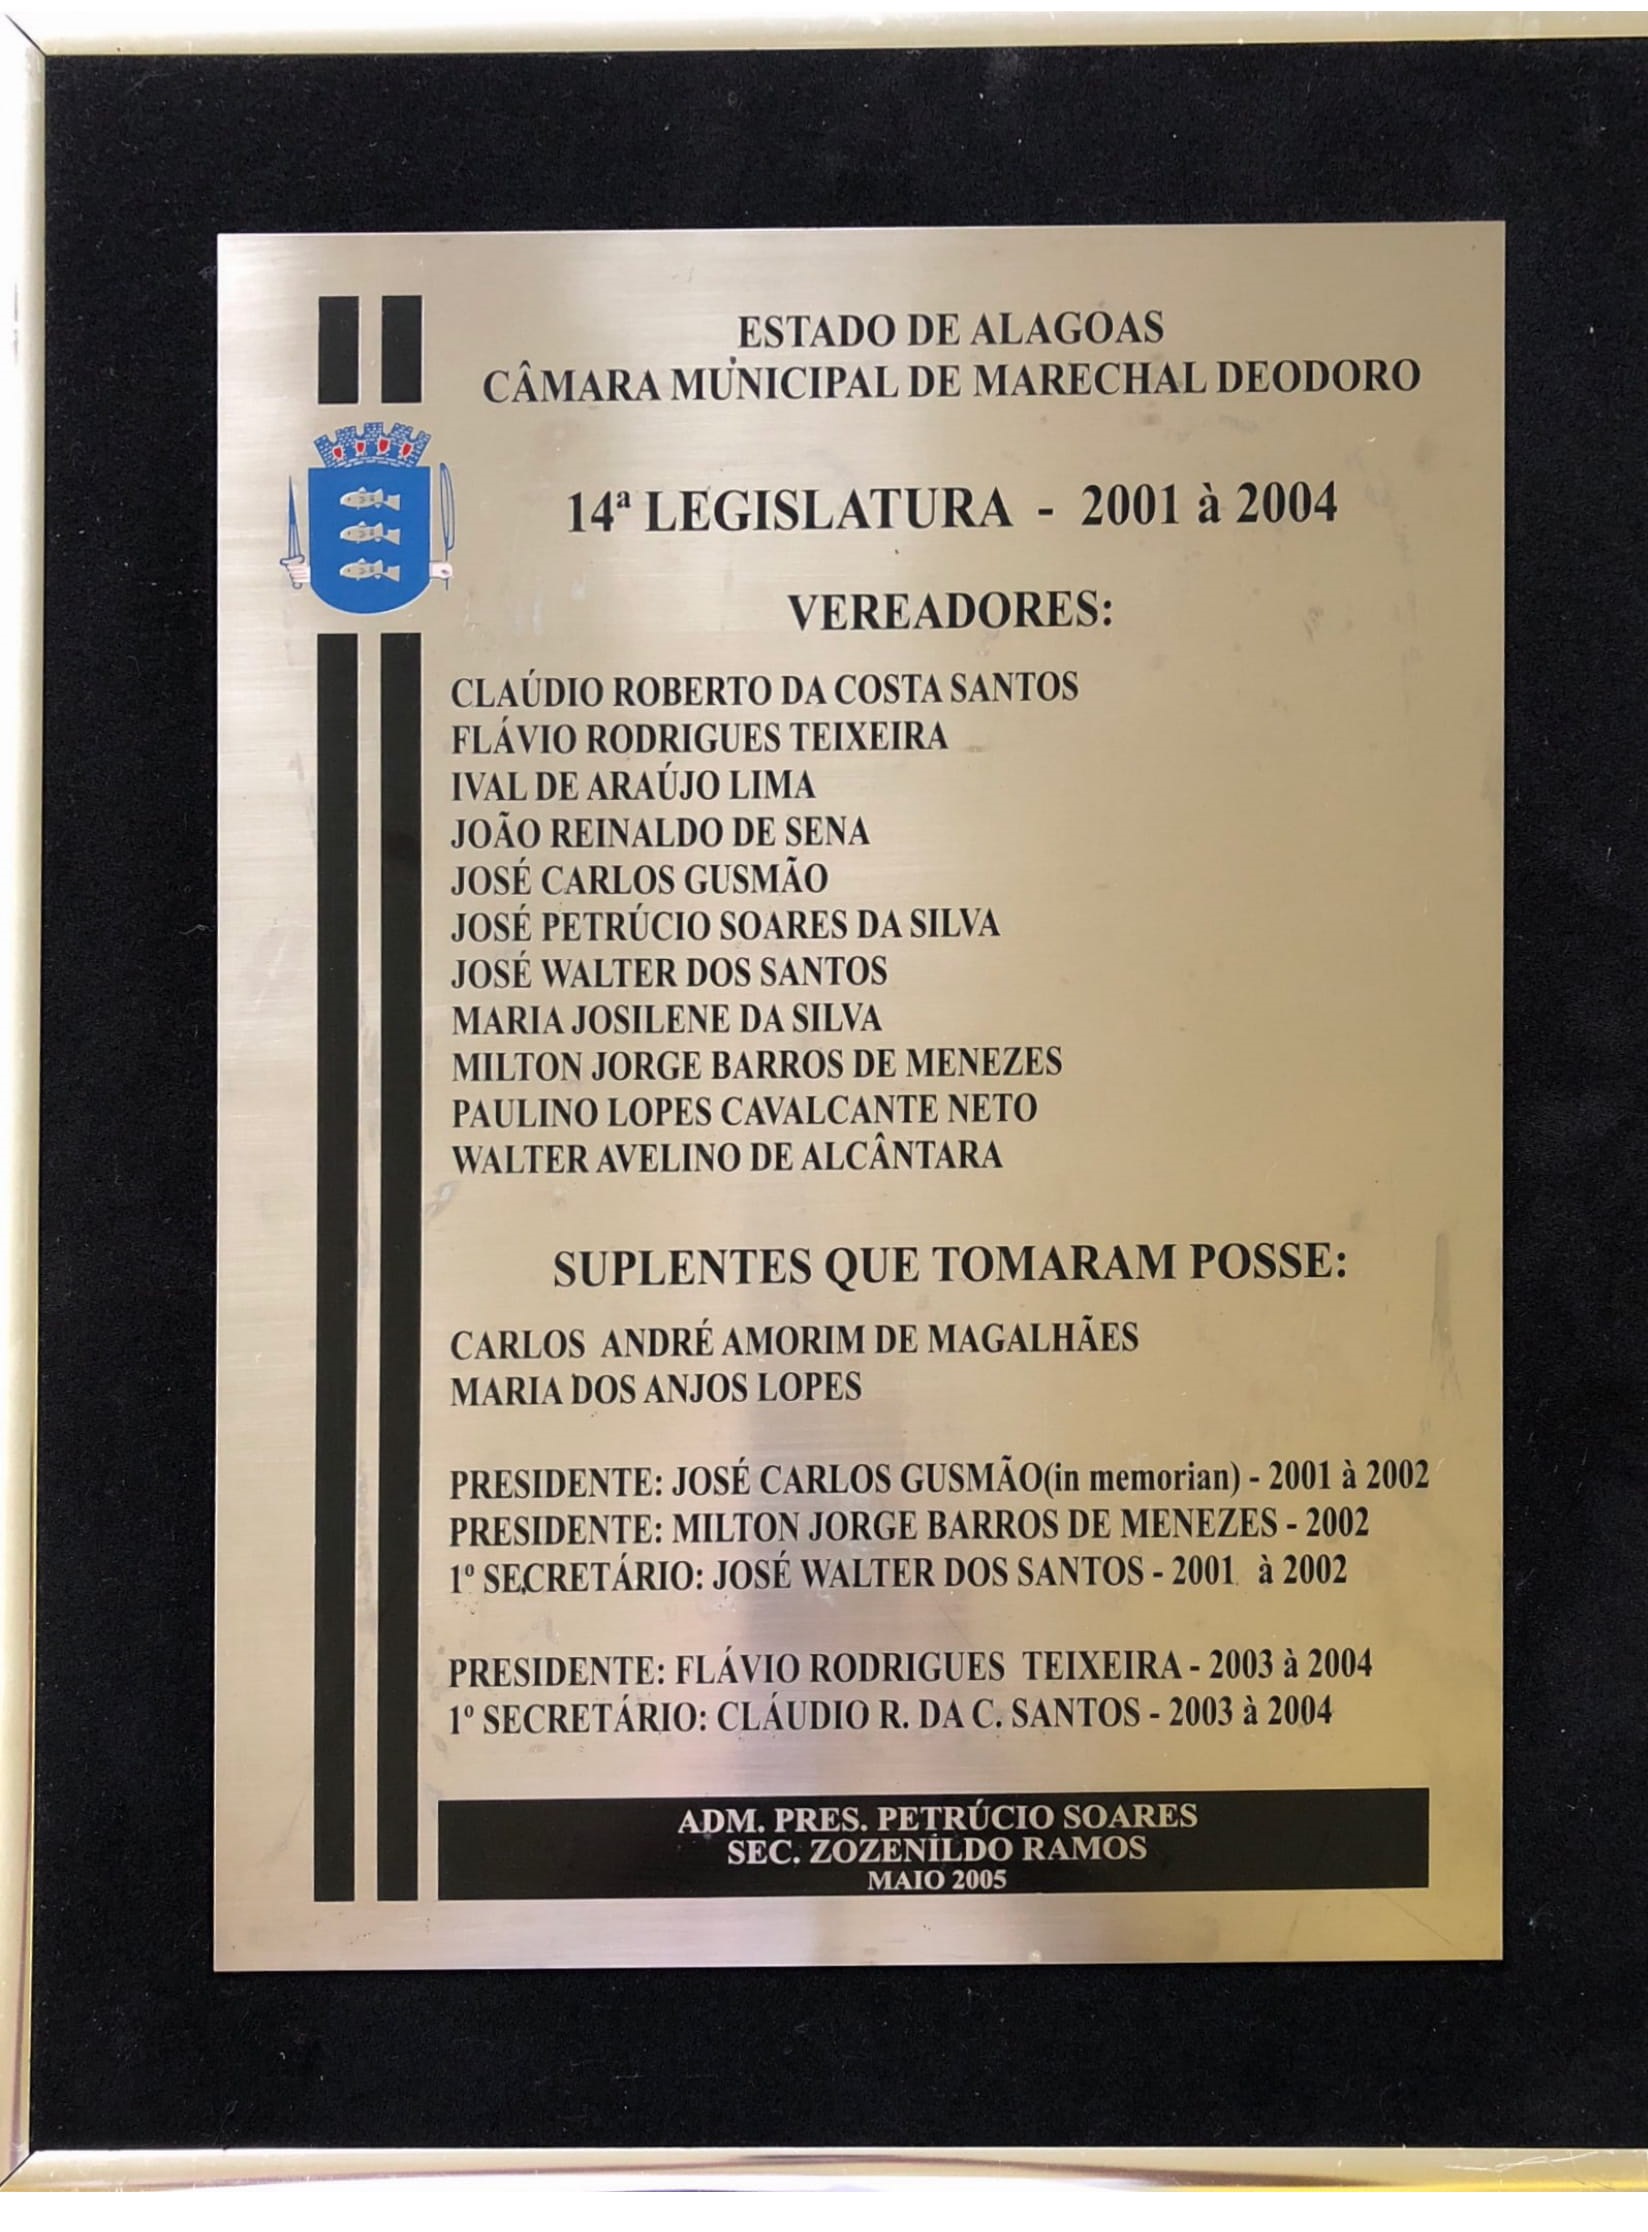 ESTADO DE ALAGOAS
CÂMARA MUNICIPAL DE MARECHAL DEODORO
14ª LEGISLATURA - 2001 à 2004
VEREADORES:
CLAÚDIO ROBERTO DA COSTA SANTOS
FLÁVIO RODRIGUES TEIXEIRA
IVAL DE ARAÚJO LIMA
JOÃO REINALDO DE SENA
JOSÉ CARLOS GUSMÃO
JOSÉ PETRÚCIO SOARES DA SILVA
JOSÉ WALTER DOS SANTOS
MARIA JOSILENE DA SILVA
MILTON JORGE BARROS DE MENEZES
PAULINO LOPES CAVALCANTE NETO
WALTER AVELINO DE ALCÂNTARA
SUPLENTES QUE TOMARAM POSSE:
CARLOS ANDRÉ AMORIM DE MAGALHÃES
MARIA DOS ANJOS LOPES
PRESIDENTE: JOSÉ CARLOS GUSMÃO(in memorian) - 2001 à 2002
PRESIDENTE: MILTON JORGE BARROS DE MENEZES - 2002
1º SECRETÁRIO: JOSÉ WALTER DOS SANTOS - 2001 à 2002
PRESIDENTE: FLÁVIO RODRIGUES TEIXEIRA - 2003 à 2004
1º SECRETÁRIO: CLÁUDIO R. DA C. SANTOS - 2003 à 2004
ADM. PRES. PETRÚCIO SOARES
SEC. ZOZENILDO RAMOS
MAIO 2005